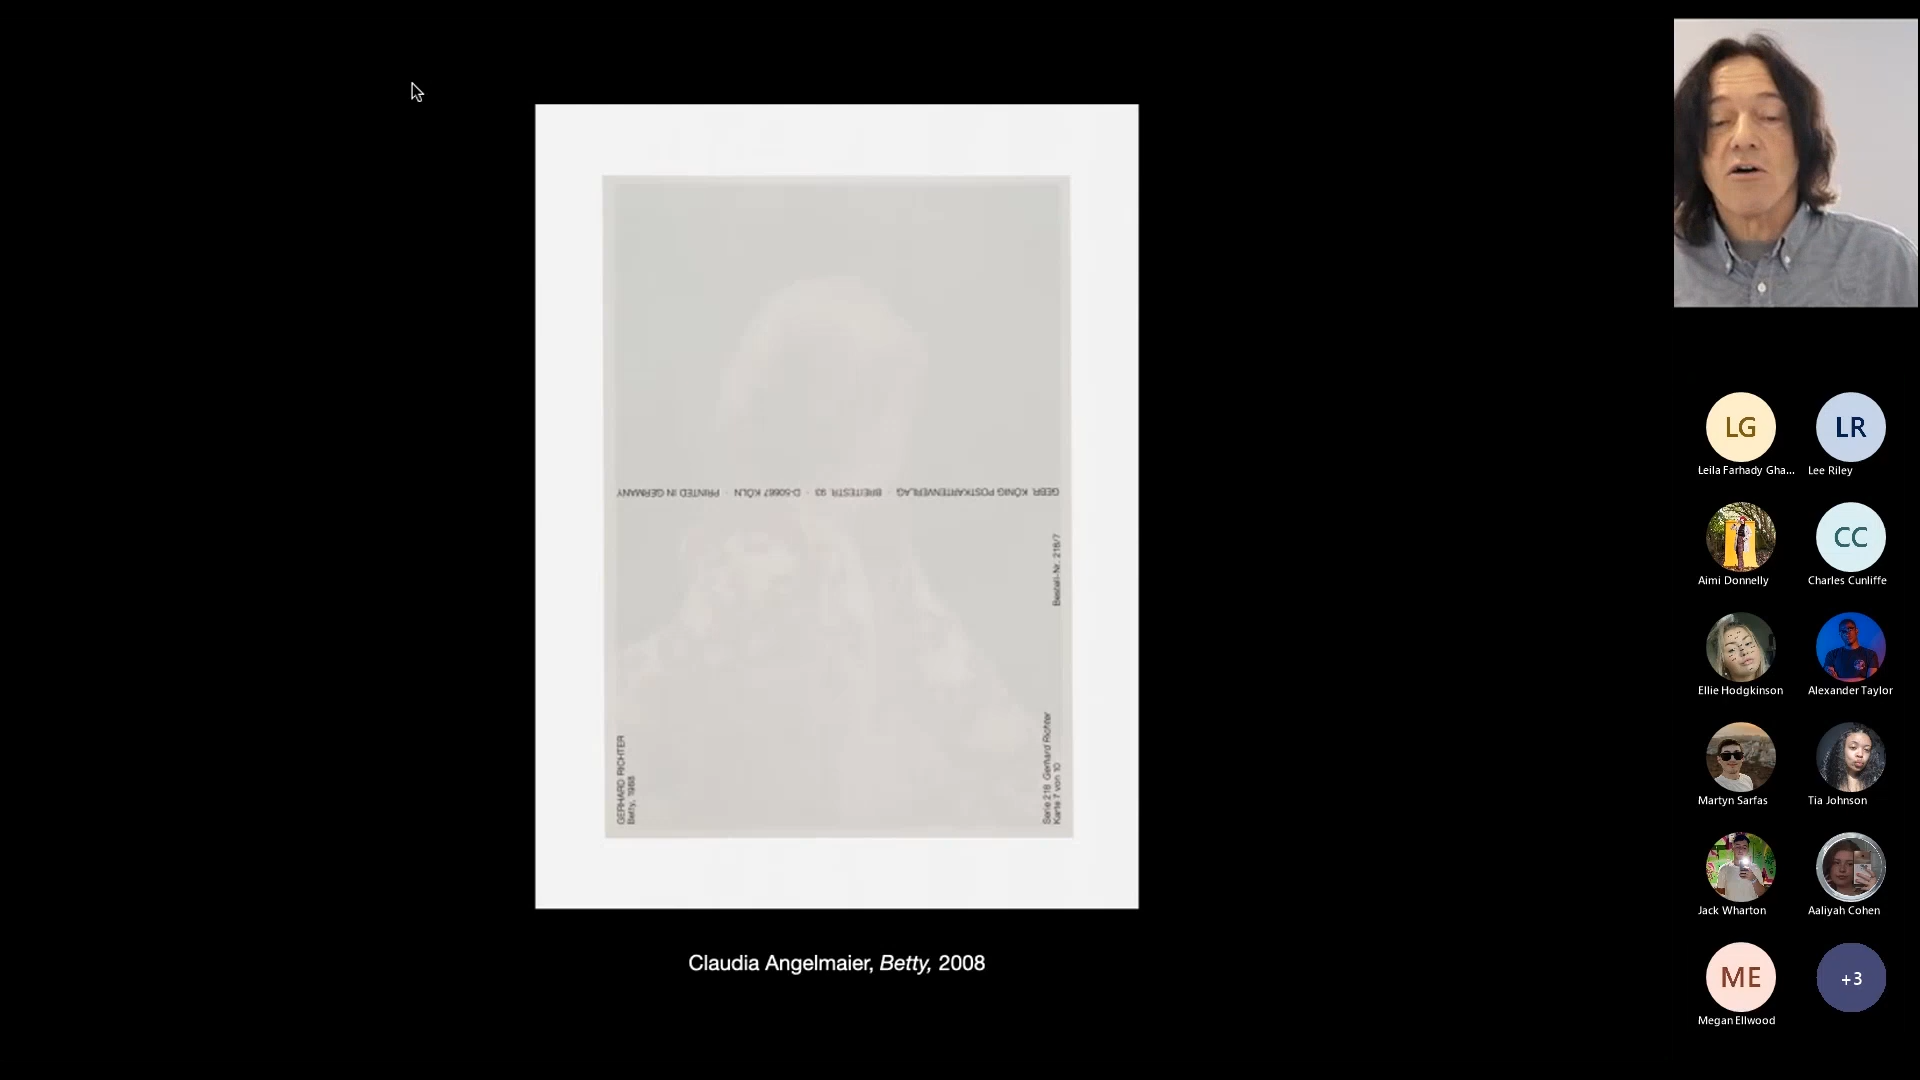 GEBR. KÖNIG POSTKARTENVERLAG · BREITESTR. 93 · D-50667 KÖLN · PRINTED IN GERMANY
Bestell-Nr. 218/7
GERHARD RICHTER
Betty, 1988
Serie 218 Gerhard Richter
Karte 7 von 10
Claudia Angelmaier, Betty, 2008
LG
Leila Farhady Gha...
LR
Lee Riley
Aimi Donnelly
CC
Charles Cunliffe
Ellie Hodgkinson
Alexander Taylor
Martyn Sarfas
Tia Johnson
Jack Wharton
Aaliyah Cohen
ME
Megan Ellwood
+3